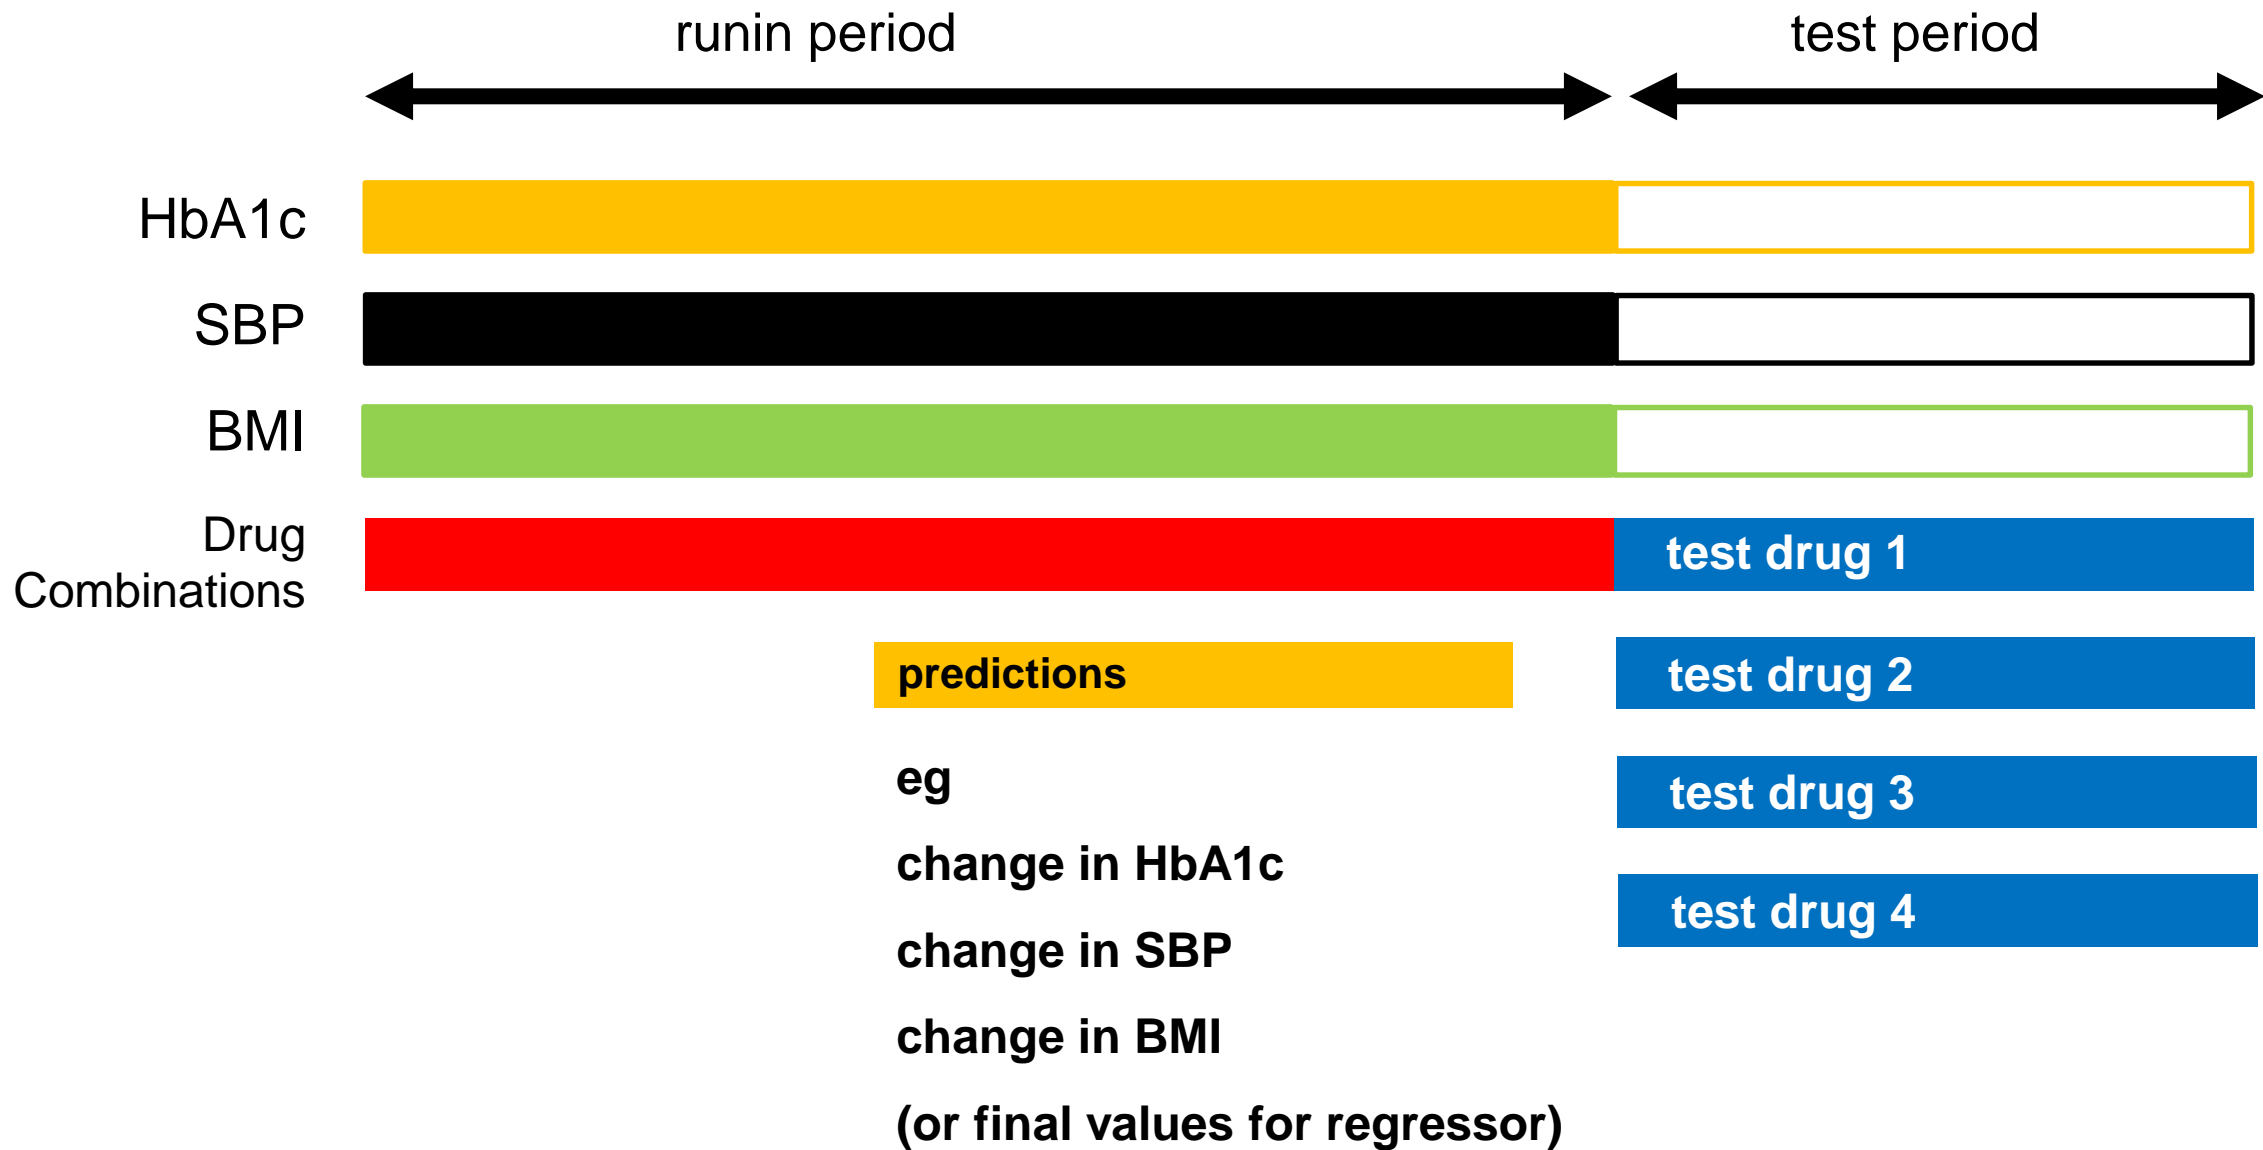 runin period
test period
HbA1c
SBP
BMI
Drug
Combinations
test drug 1
predictions
test drug 2
eg
test drug 3
change in HbA1c
test drug 4
change in SBP
change in BMI
(or final values for regressor)